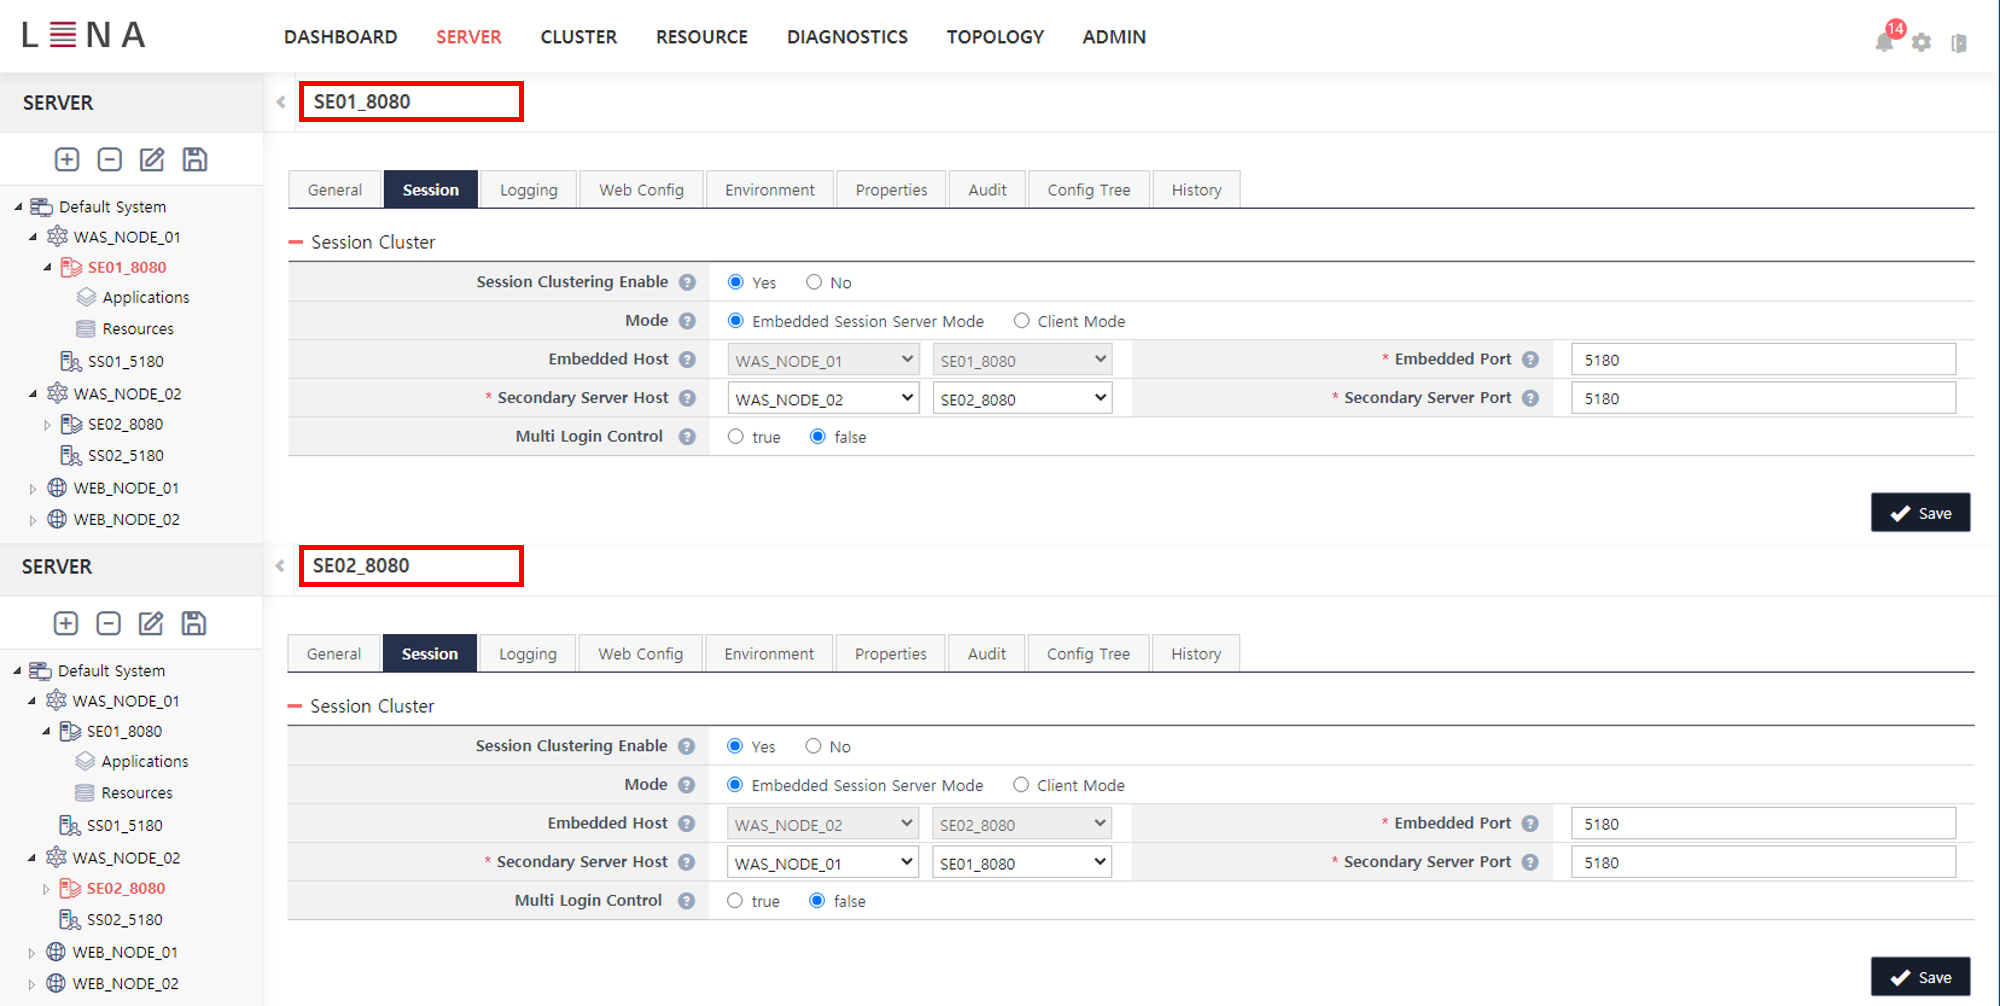 LENA DASHBOARD SERVER CLUSTER RESOURCE DIAGNOSTICS TOPOLOGY ADMIN 14
SERVER
SE01_8080
General Session Logging Web Config Environment Properties Audit Config Tree History
Default System
WAS_NODE_01
SE01_8080
Applications
Resources
SS01_5180
WAS_NODE_02
SE02_8080
SS02_5180
WEB_NODE_01
WEB_NODE_02
Session Cluster
Session Clustering Enable ? Yes No
Mode ? Embedded Session Server Mode Client Mode
Embedded Host ? WAS_NODE_01 SE01_8080 * Embedded Port ? 5180
* Secondary Server Host ? WAS_NODE_02 SE02_8080 * Secondary Server Port ? 5180
Multi Login Control ? true false
Save
SERVER
SE02_8080
General Session Logging Web Config Environment Properties Audit Config Tree History
Default System
WAS_NODE_01
SE01_8080
Applications
Resources
SS01_5180
WAS_NODE_02
SE02_8080
SS02_5180
WEB_NODE_01
WEB_NODE_02
Session Cluster
Session Clustering Enable ? Yes No
Mode ? Embedded Session Server Mode Client Mode
Embedded Host ? WAS_NODE_02 SE02_8080 * Embedded Port ? 5180
* Secondary Server Host ? WAS_NODE_01 SE01_8080 * Secondary Server Port ? 5180
Multi Login Control ? true false
Save